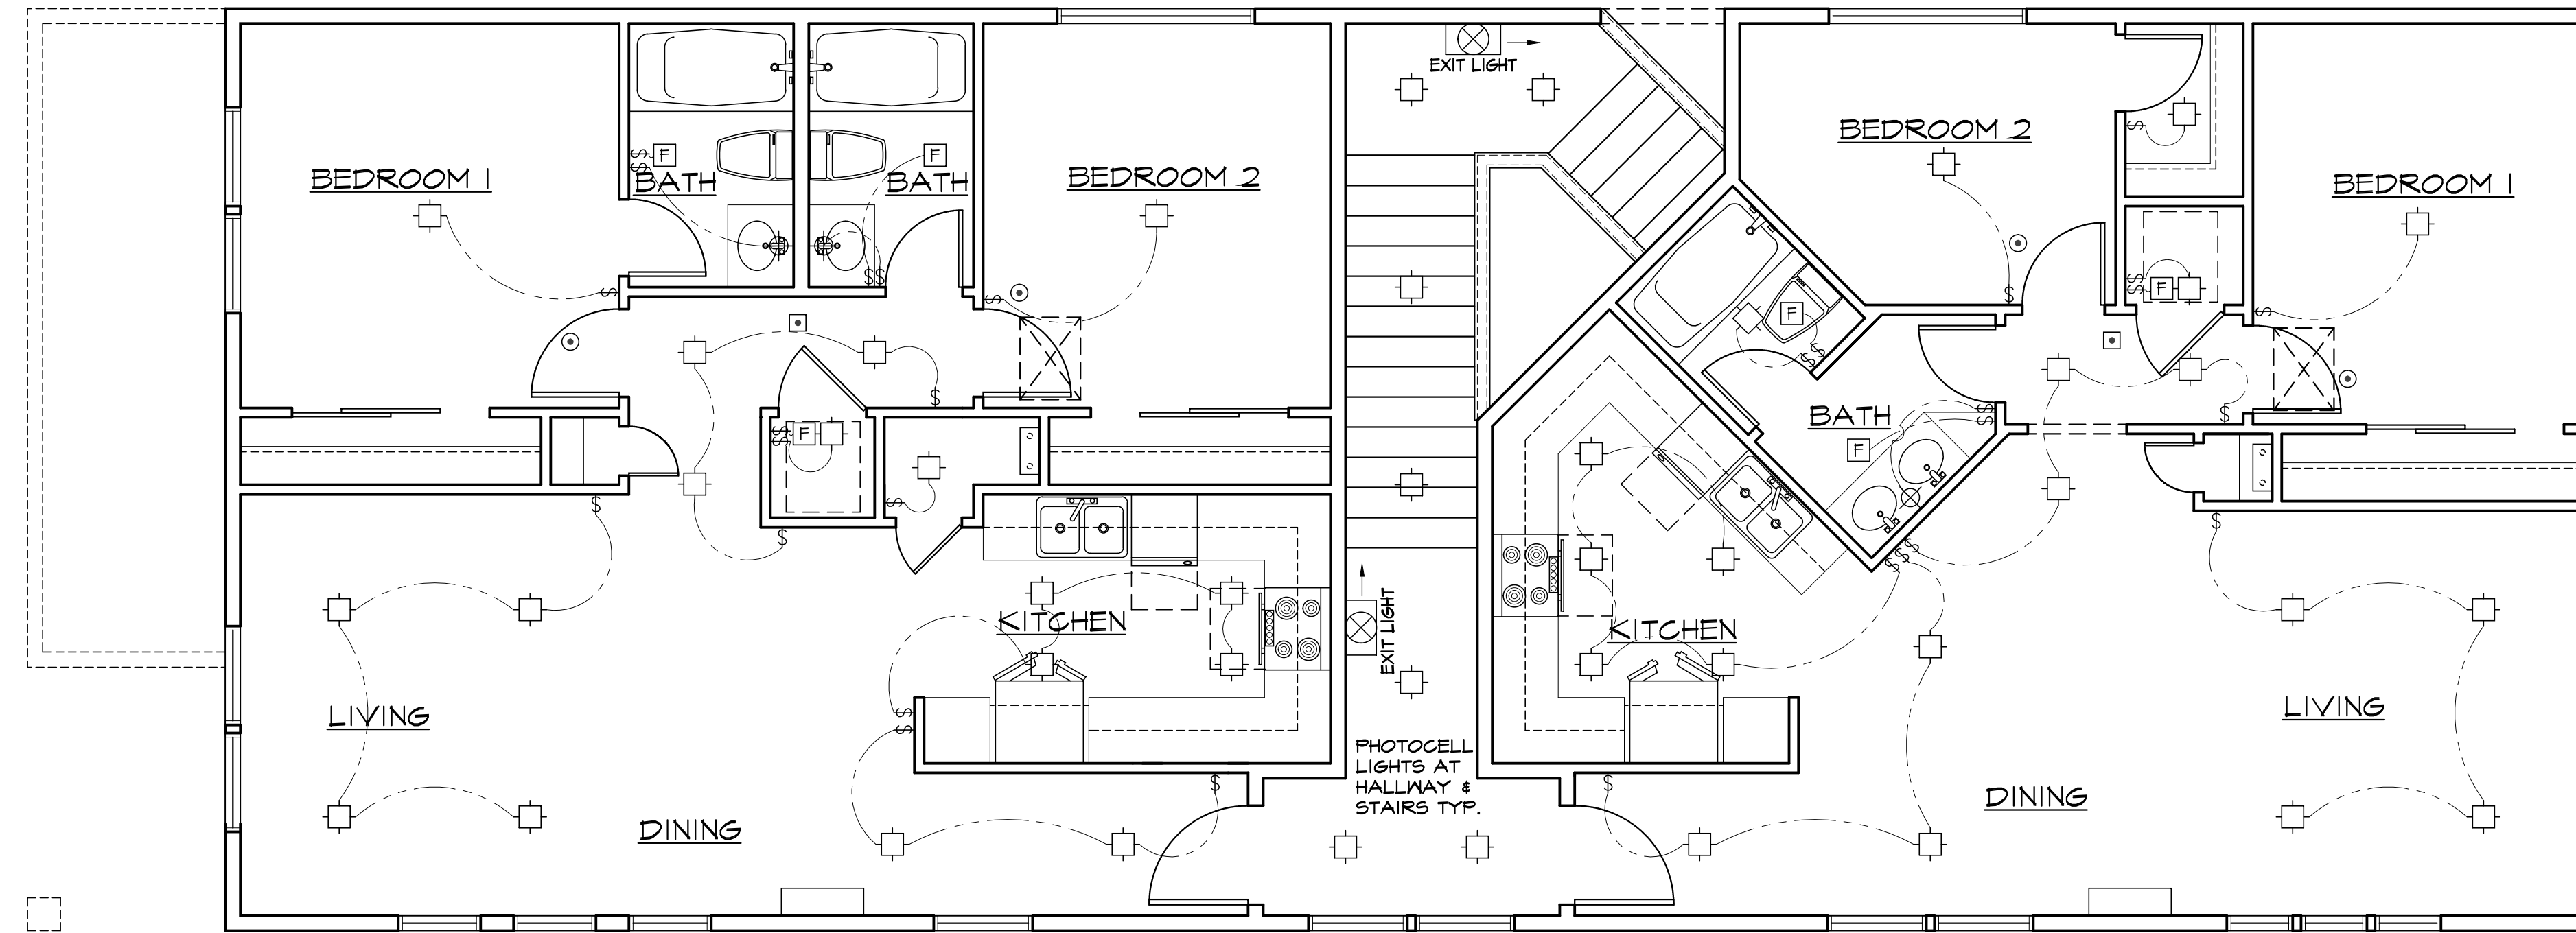 EXIT LIGHT
BEDROOM 2
BEDROOM 1
BATH
BATH
BEDROOM 2
BEDROOM 1
F
F
$
$
$
$
$
$
F
F
$
$
$
$
$
$
$
$
$
$
X
X
$
$
BATH
F
F
$
$
$
$
$
$
$
$
$
$
$
KITCHEN
EXIT LIGHT
KITCHEN
LIVING
LIVING
$
$
PHOTOCELL
LIGHTS AT
HALLWAY &
STAIRS TYP.
$
$
DINING
DINING